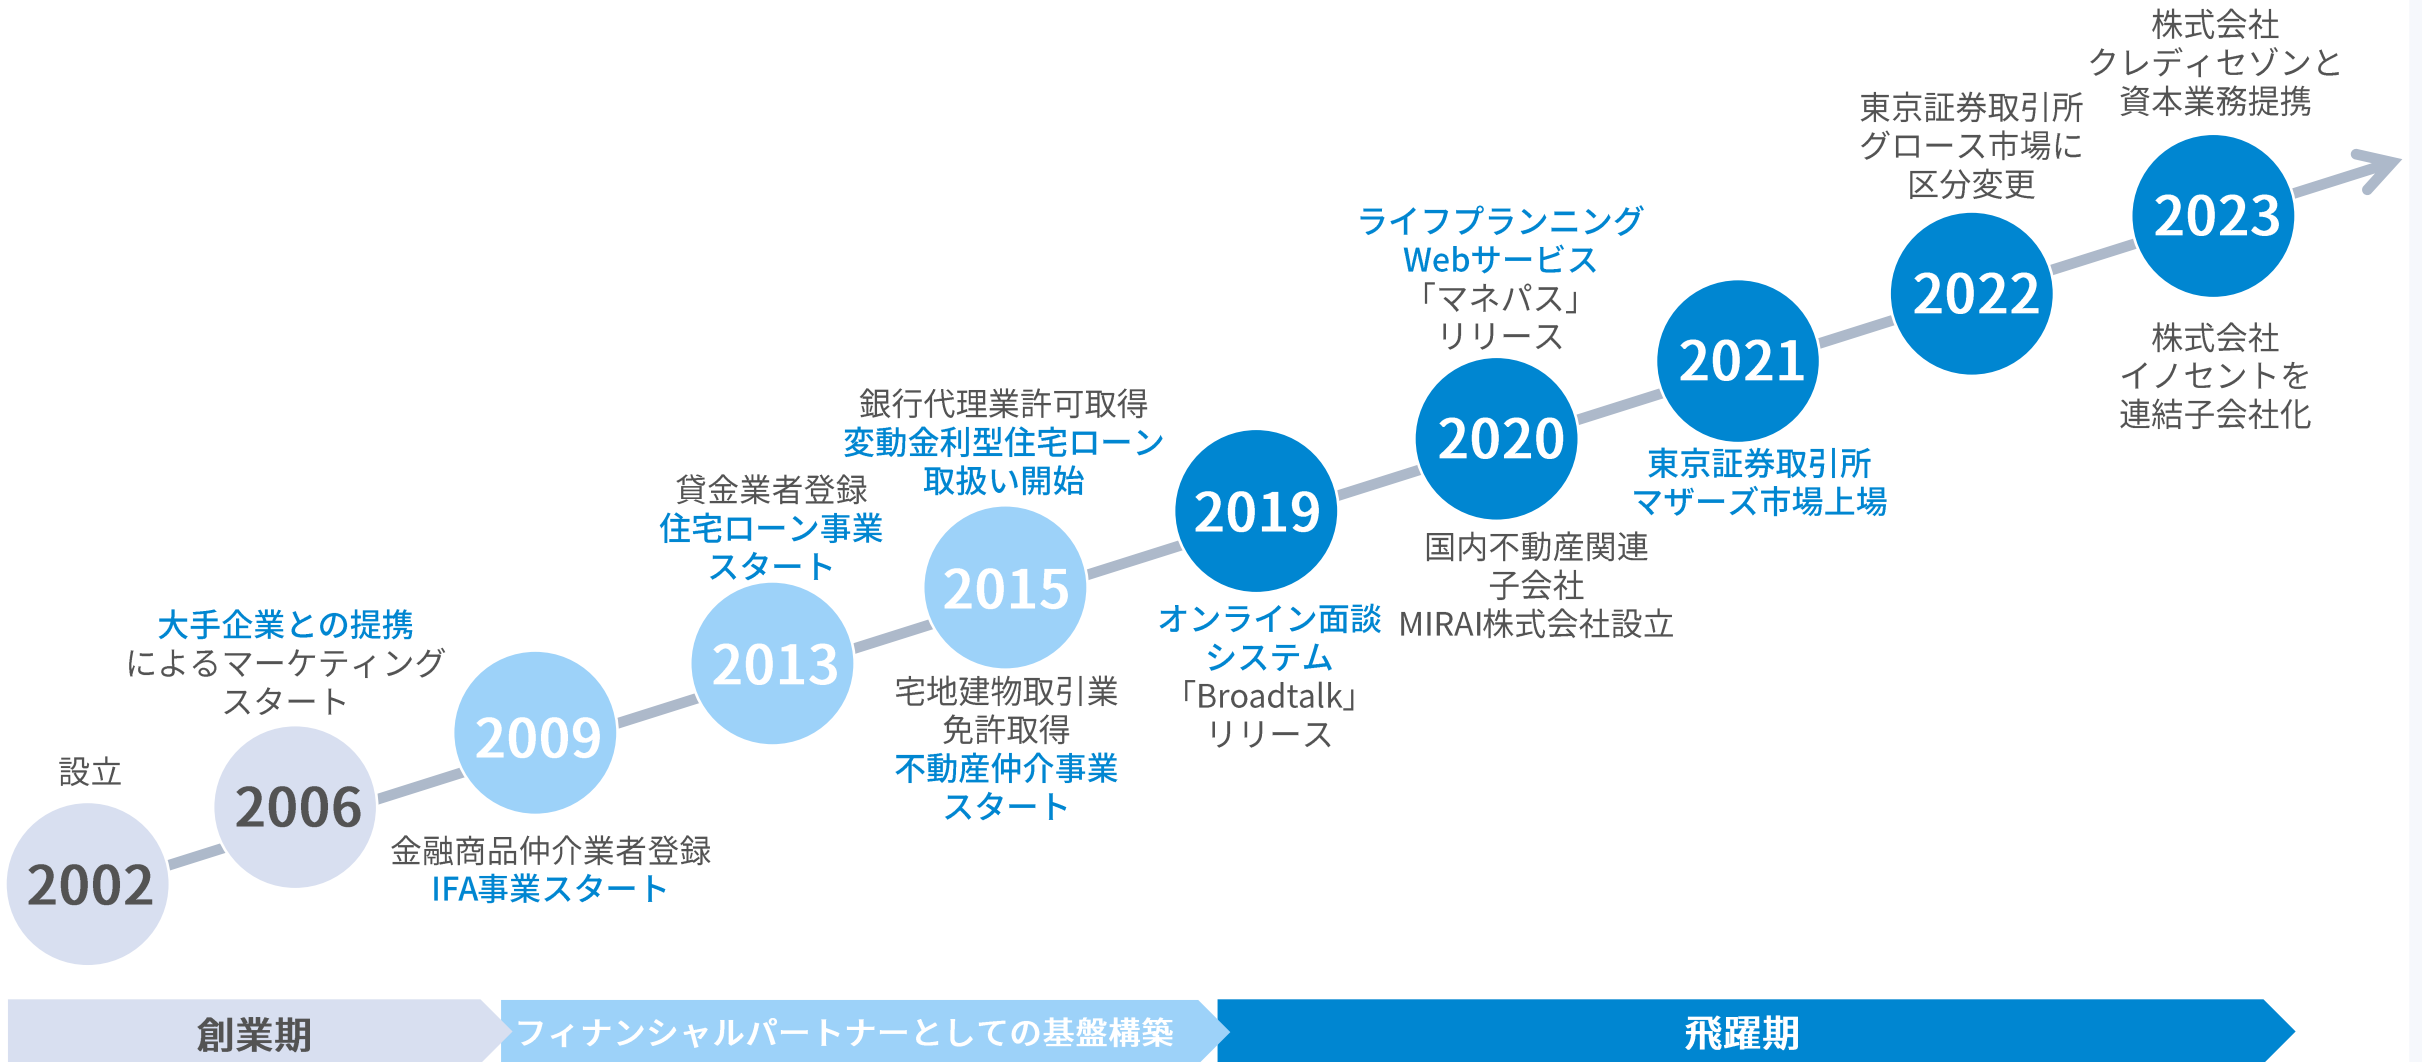 設立
2002
大手企業との提携
によるマーケティング
スタート
2006
2009
金融商品仲介業者登録
IFA事業スタート
貸金業者登録
住宅ローン事業
スタート
2013
銀行代理業許可取得
変動金利型住宅ローン
取扱い開始
2015
宅地建物取引業
免許取得
不動産仲介事業
スタート
2019
オンライン面談
システム
「Broadtalk」
リリース
ライフプランニング
Webサービス
「マネパス」
リリース
2020
国内不動産関連
子会社
MIRAI株式会社設立
2021
東京証券取引所
マザーズ市場上場
東京証券取引所
グロース市場に
区分変更
2022
株式会社
クレディセゾンと
資本業務提携
2023
株式会社
イノセントを
連結子会社化
創業期
フィナンシャルパートナーとしての基盤構築
飛躍期